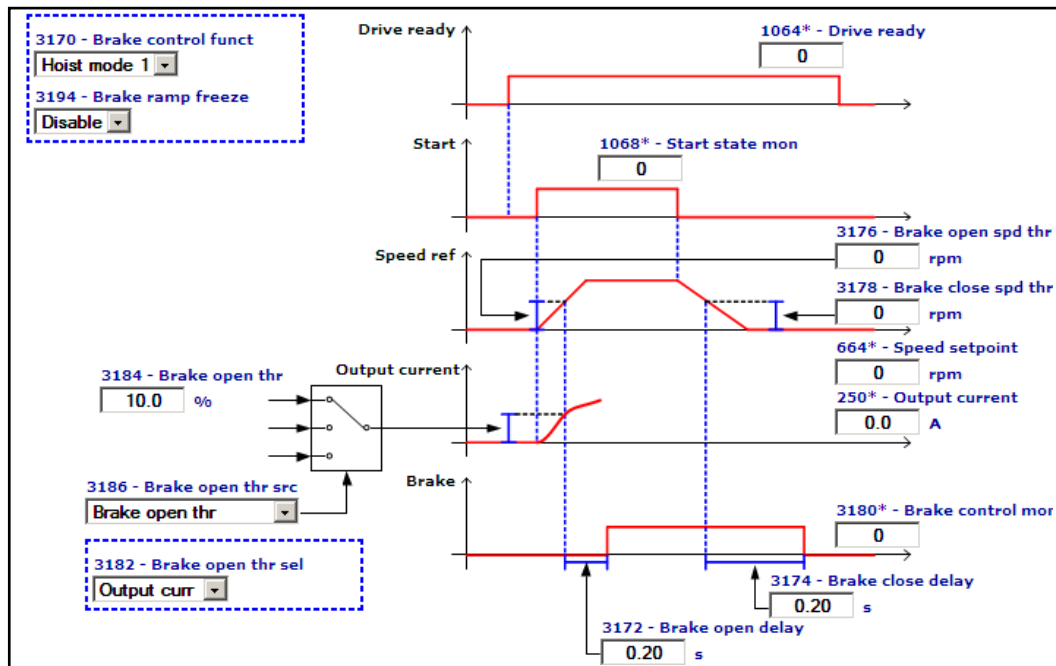 3170 - Brake control funct
Hoist mode 1
3194 - Brake ramp freeze
Disable
Drive ready
1064* - Drive ready
0
Start
1068* - Start state mon
0
Speed ref
3176 - Brake open spd thr
0 rpm
3178 - Brake close spd thr
0 rpm
664* - Speed setpoint
0 rpm
250* - Output current
0.0 A
3184 - Brake open thr
10.0 %
Output current
3186 - Brake open thr src
Brake open thr
3182 - Brake open thr sel
Output curr
Brake
3180* - Brake control mon
0
3174 - Brake close delay
0.20 s
3172 - Brake open delay
0.20 s